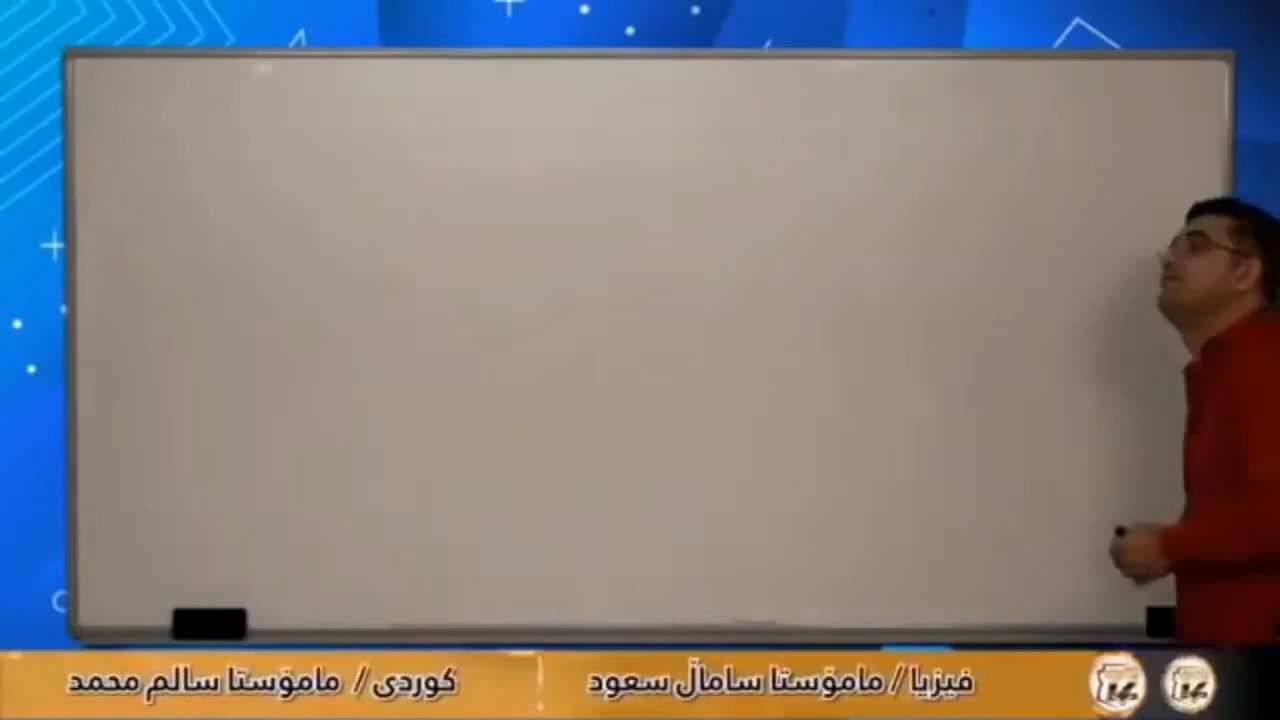 فیزیا / مامۆستا ساماڵ سعود
کوردی / مامۆستا سالم محمد